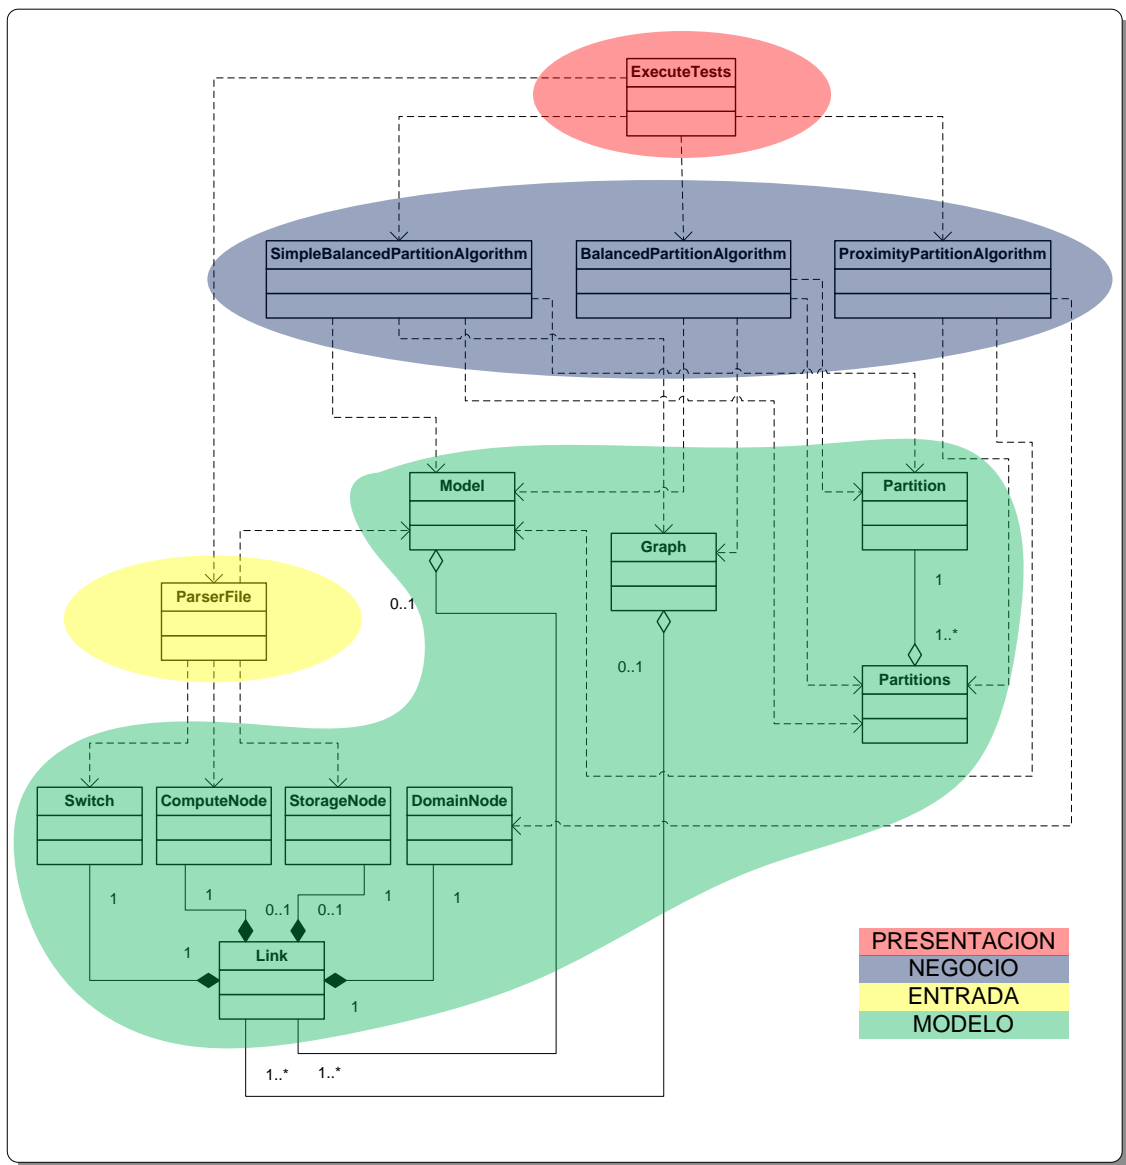 ExecuteTests
SimpleBalancedPartitionAlgorithm
BalancedPartitionAlgorithm
ProximityPartitionAlgorithm
Model
Partition
Graph
1
ParserFile
0..1
1..*
0..1
Partitions
Switch
ComputeNode
StorageNode
DomainNode
1
1
1
1
0..1
0..1
1
Link
1
1..*
1..*
PRESENTACION
NEGOCIO
ENTRADA
MODELO